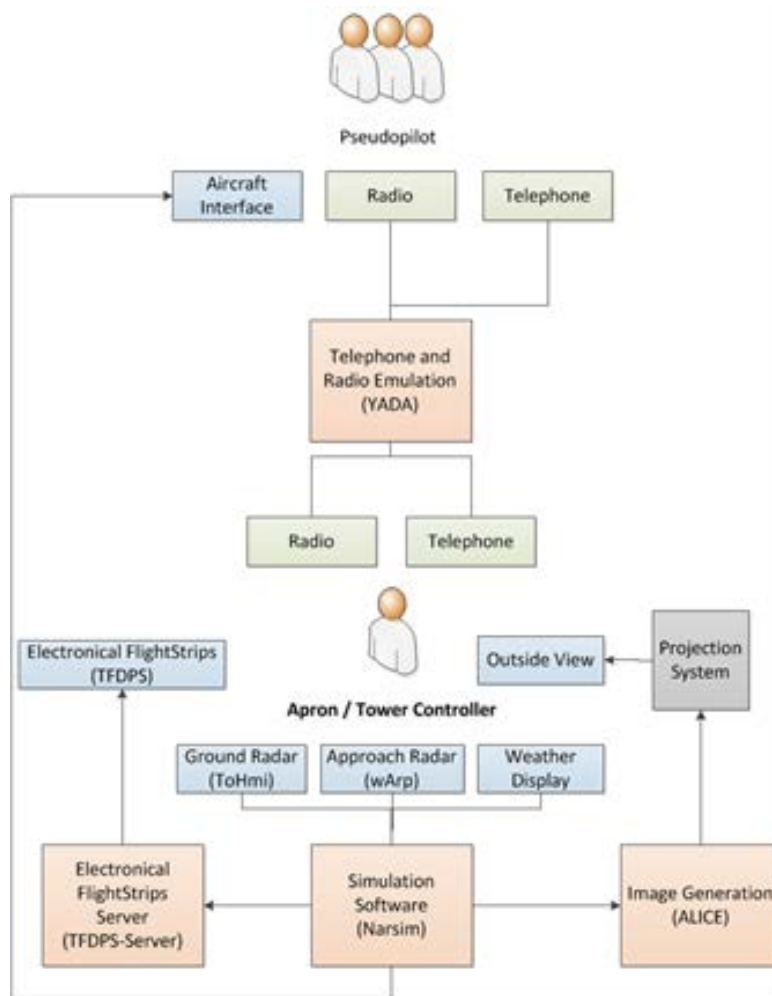 Pseudopilot
Aircraft
Interface
Radio
Telephone
Telephone and
Radio Emulation
(YADA)
Radio
Telephone
Electronical FlightStrips
(TFDPS)
Outside View
Projection
System
Apron / Tower Controller
Ground Radar
(ToHmi)
Approach Radar
(wArp)
Weather
Display
Electronical
FlightStrips
Server
(TFDPS-Server)
Simulation
Software
(Narsim)
Image Generation
(ALICE)